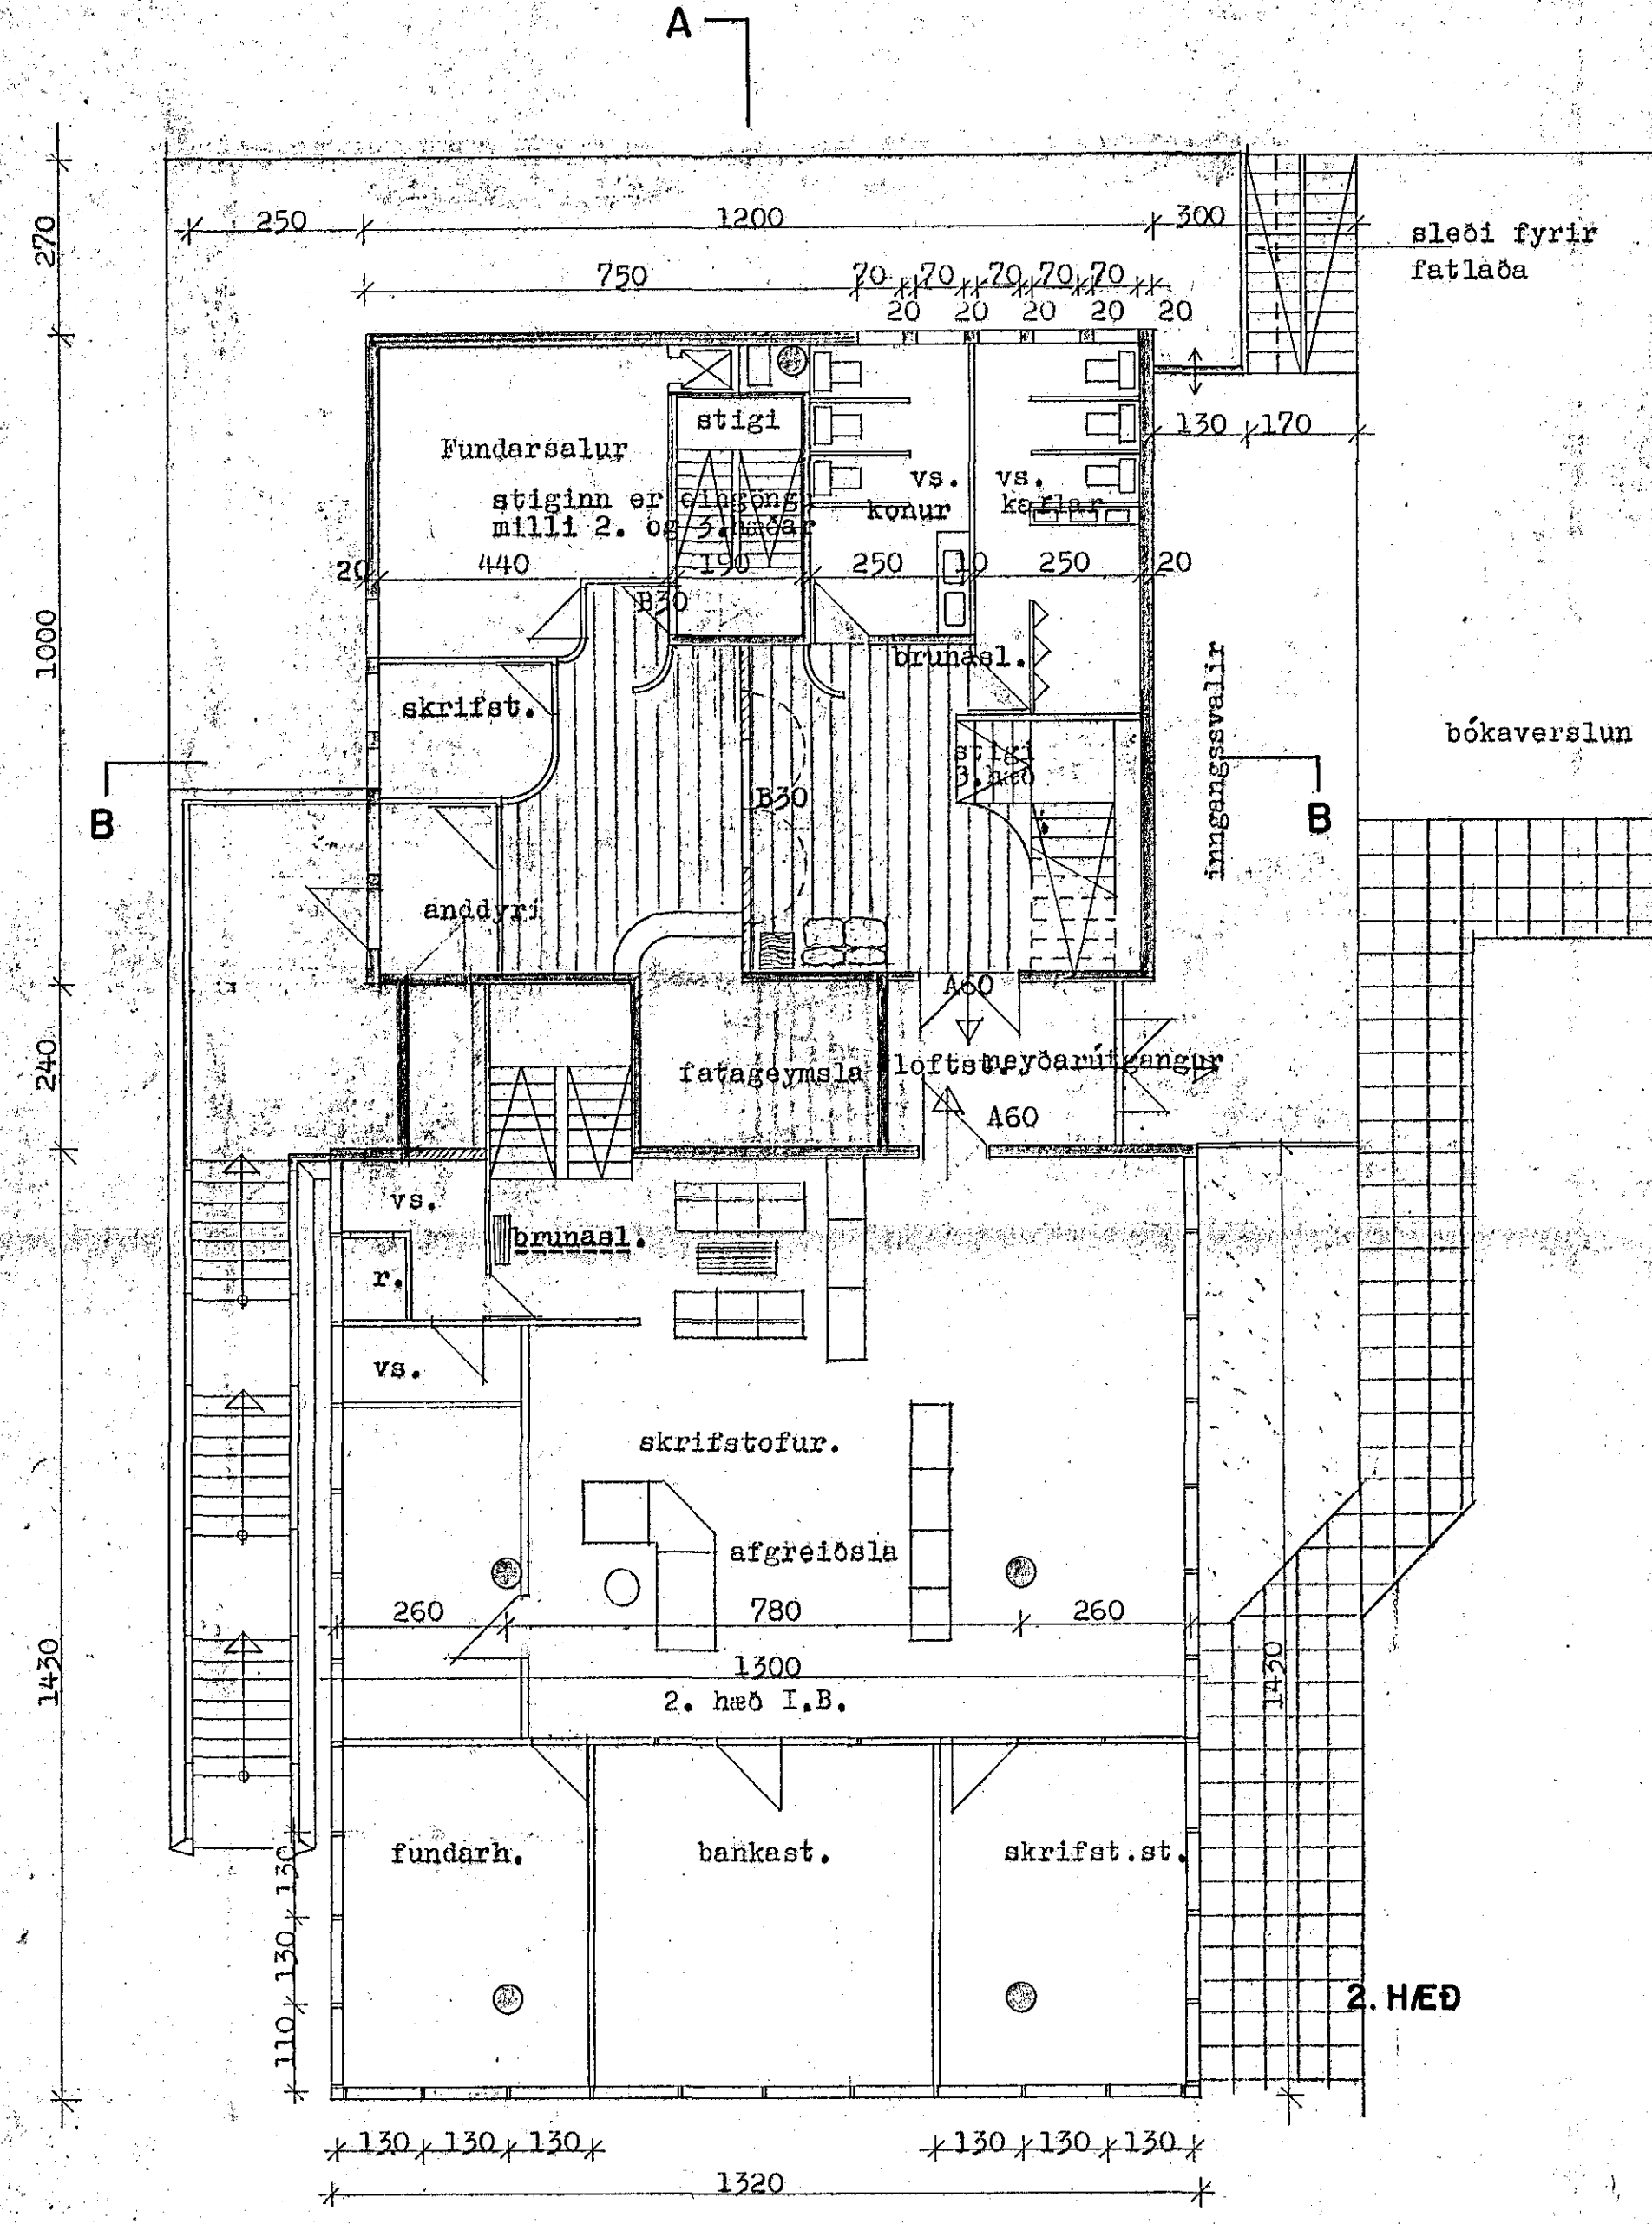 A
250
1200
300
270
sleði fyrir
fatlaða
750
70
70
70
70
70
20
20
20
20
20
stigi
130
170
Fundarsalur
vs.
konur
vs.
karlar
stiginn er eingöngu
milli 2. og 3.hæðar
20
440
190
250
10
250
20
B30
1000
brunasl.
skrifst.
inngangssvalir
bókaverslun
stigi
3.hæð
B
B30
B
anddyri
A60
240
fatageymsla
loftst.
neyðarútgangur
A60
vs.
brunasl.
r.
vs.
skrifstofur.
afgreiðsla
260
780
260
1430
1300
1430
2. hæð I.B.
fundarh.
bankast.
skrifst.st.
130
130
110
2. HÆÐ
130
130
130
130
130
130
1320